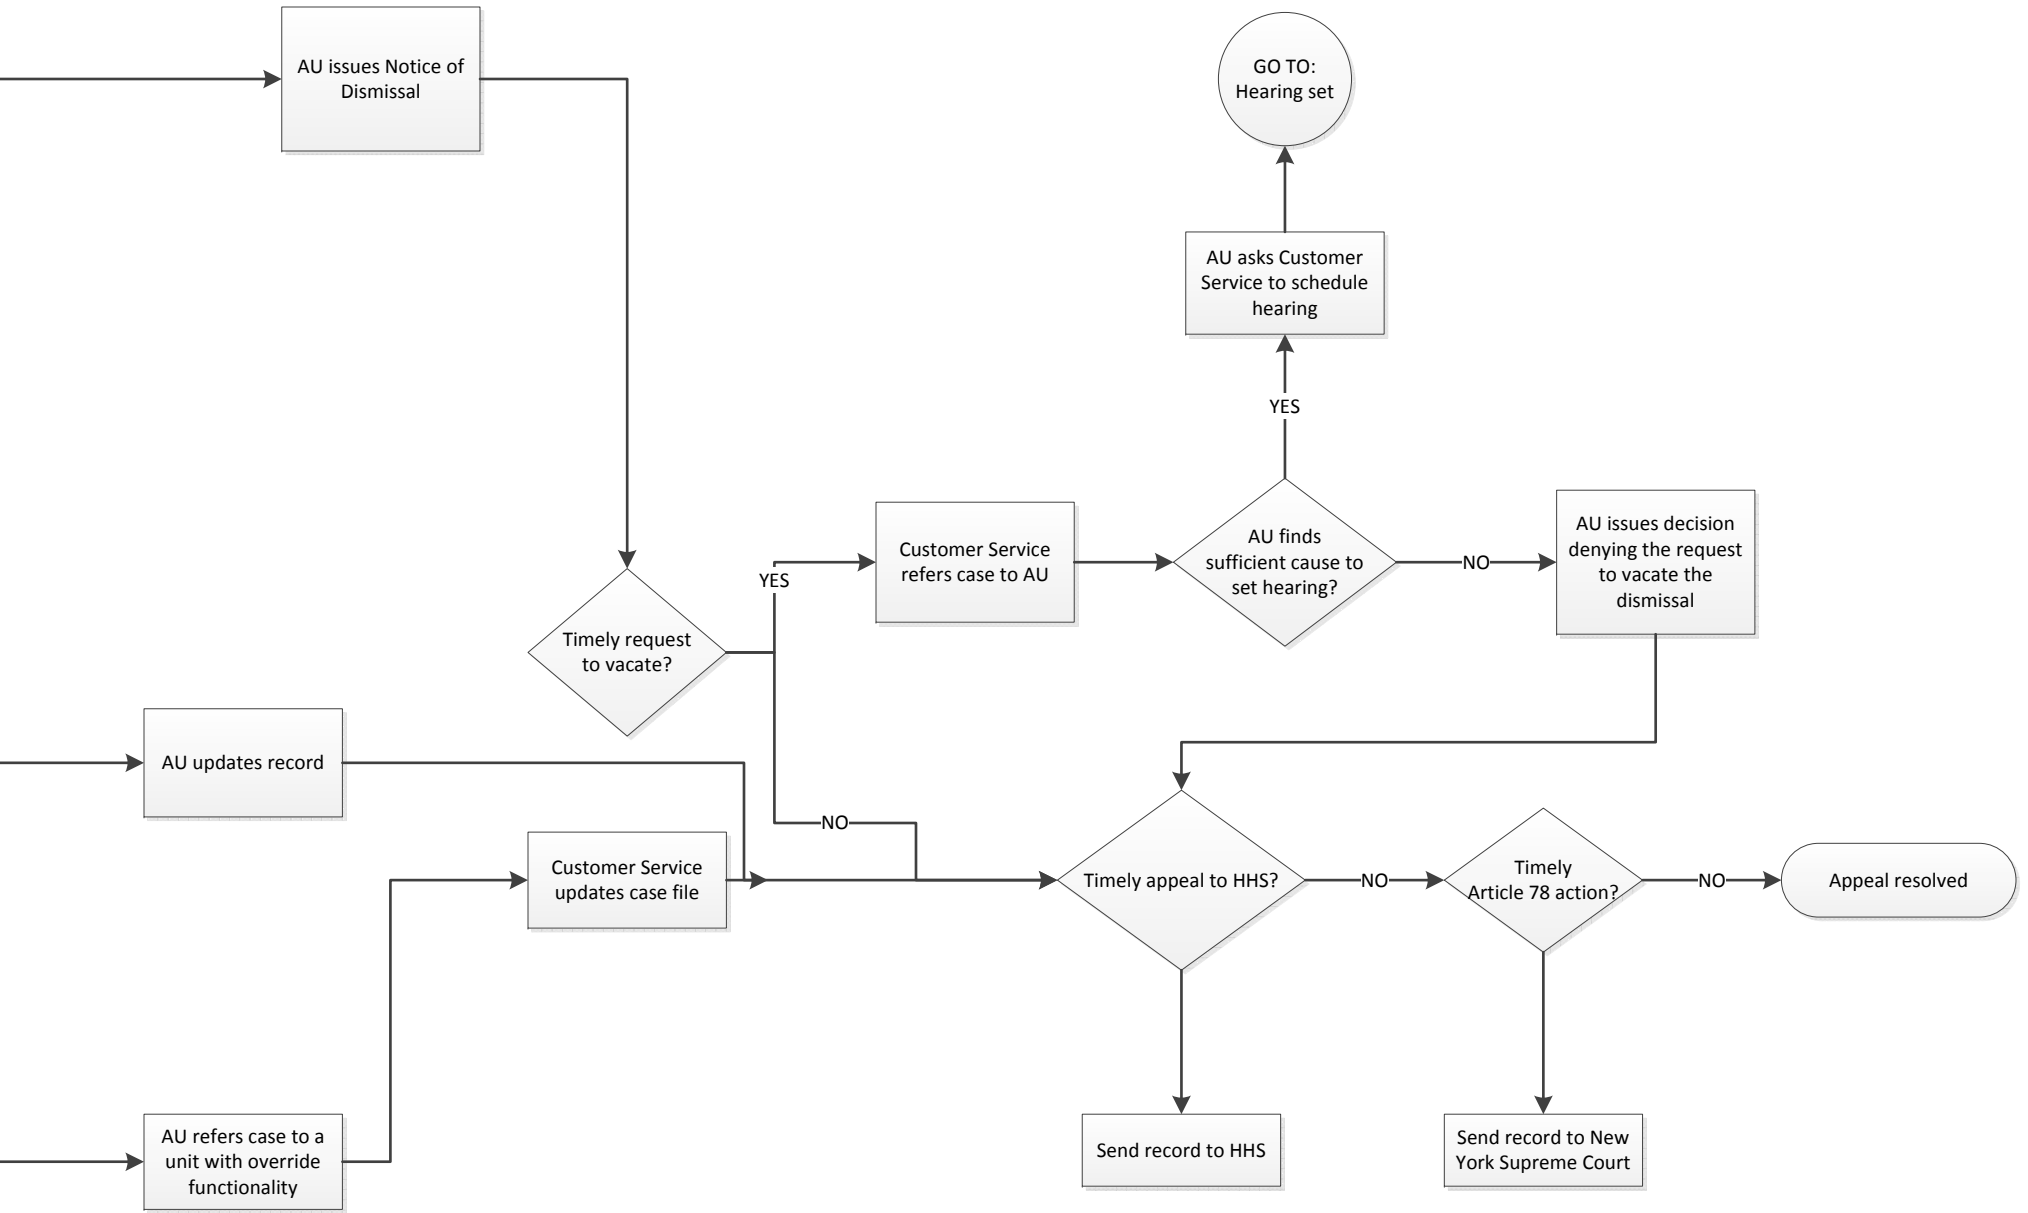 AU issues Notice of
Dismissal
GO TO:
Hearing set
AU asks Customer
Service to schedule
hearing
YES
Customer Service
refers case to AU
AU finds
sufficient cause to
set hearing?
NO
AU issues decision
denying the request
to vacate the
dismissal
YES
Timely request
to vacate?
AU updates record
NO
Customer Service
updates case file
Timely appeal to HHS?
NO
Timely
Article 78 action?
NO
Appeal resolved
AU refers case to a
unit with override
functionality
Send record to HHS
Send record to New
York Supreme Court